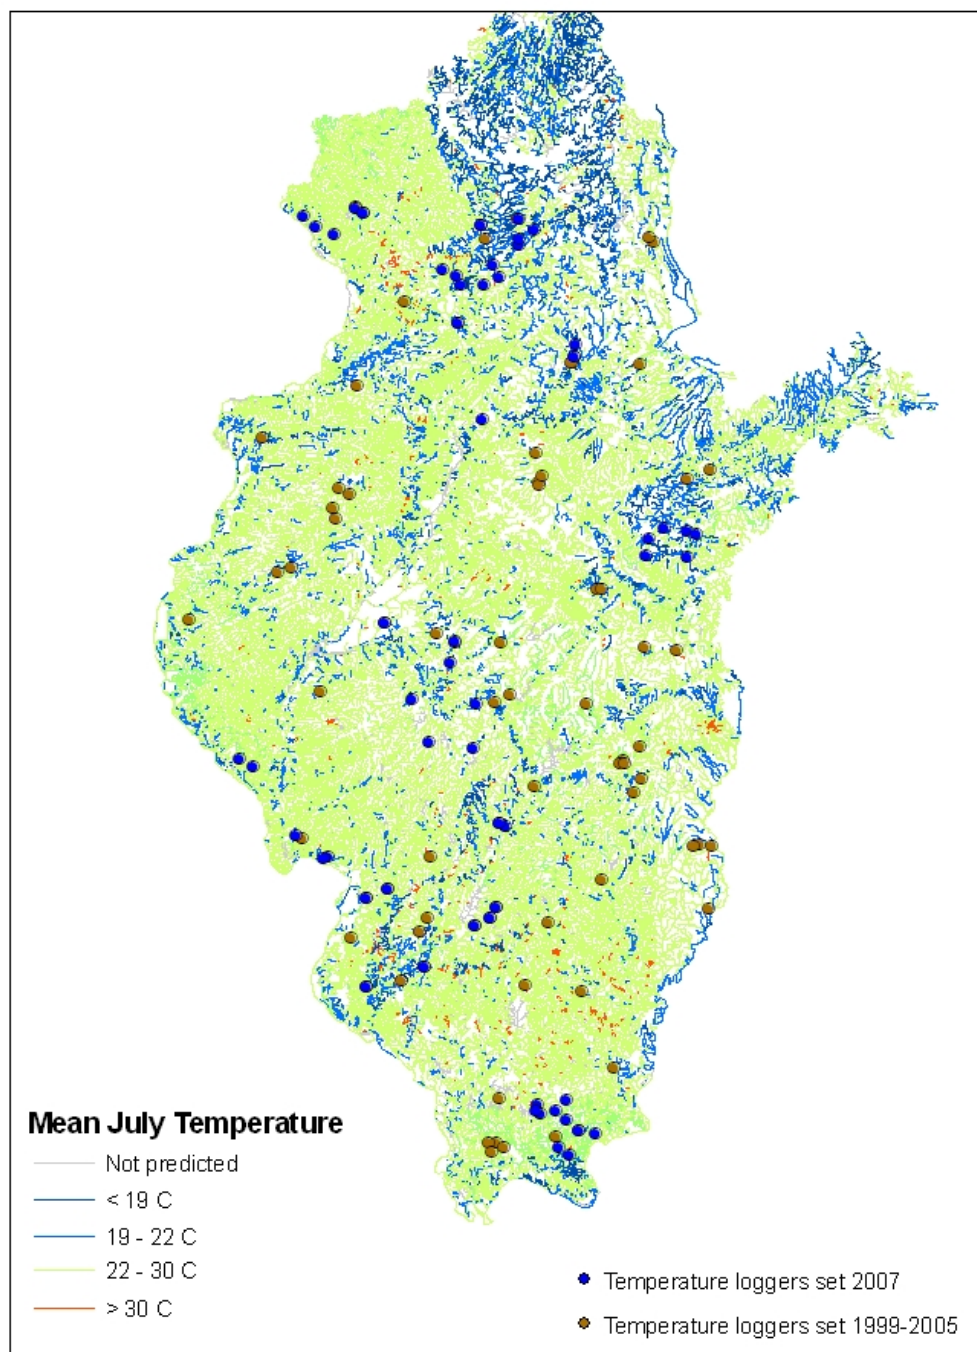 Mean July Temperature
Not predicted
< 19 C
19 - 22 C
22 - 30 C
> 30 C
Temperature loggers set 2007
Temperature loggers set 1999-2005